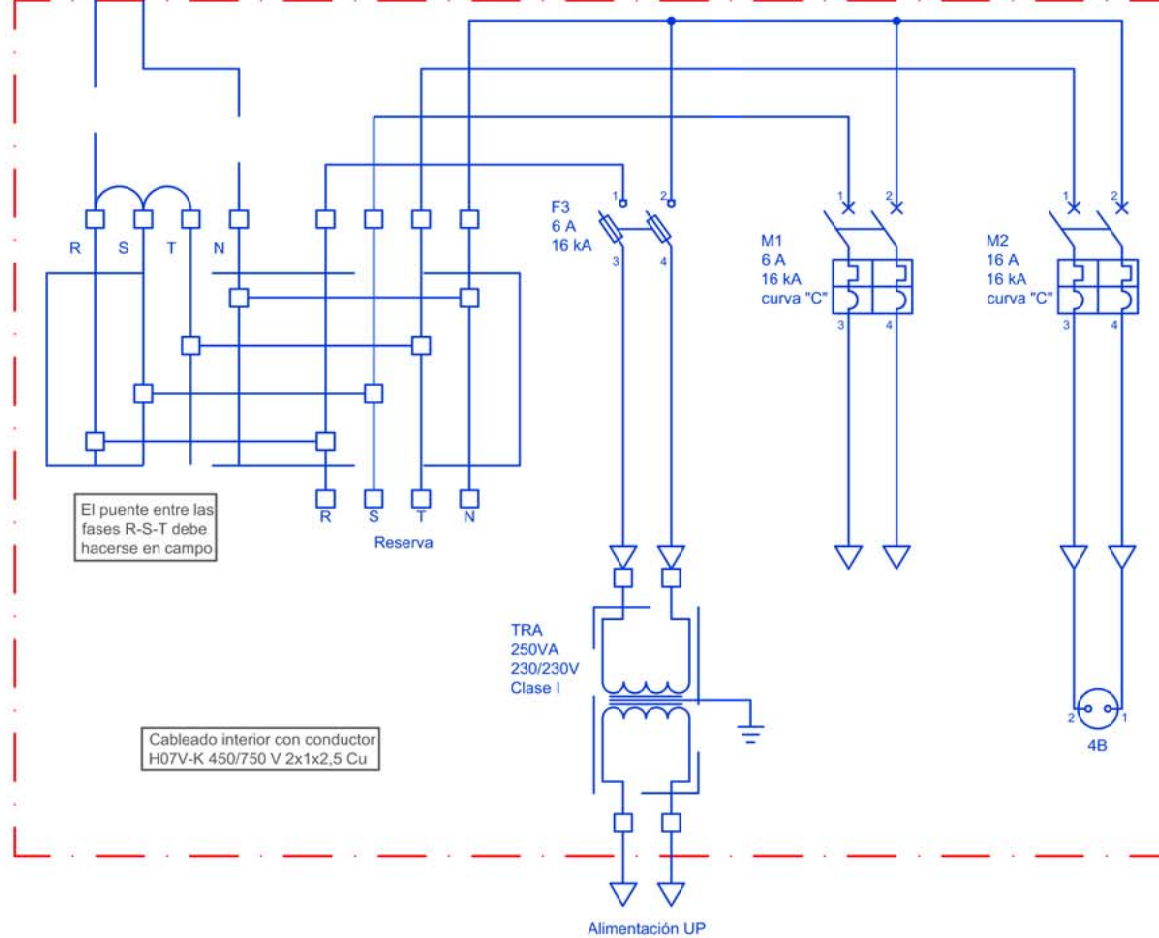 1
2
F3
6 A
16 kA
3
4
1
2
M1
6 A
16 kA
curva "C"
3
4
1
2
M2
16 A
16 kA
curva "C"
3
4
R S T N
El puente entre las
fases R-S-T debe
hacerse en campo
R S T N
Reserva
TRA
250VA
230/230V
Clase I
2
1
4B
Cableado interior con conductor
H07V-K 450/750 V 2x1x2,5 Cu
Alimentación UP